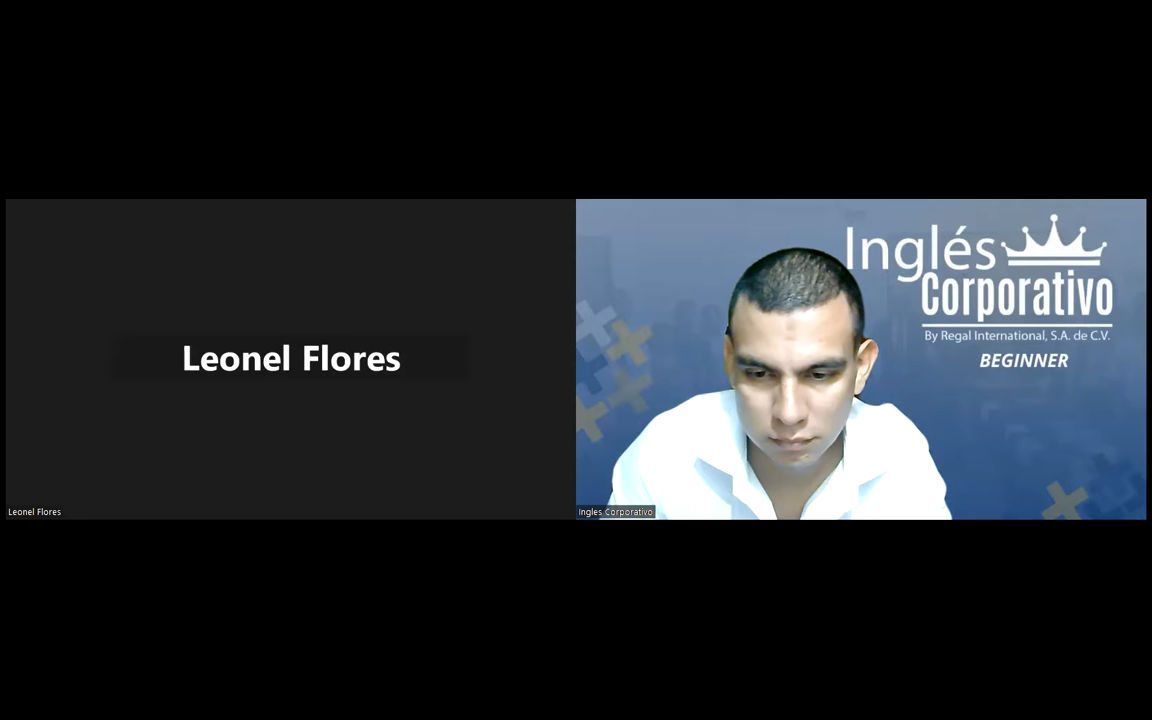 Leonel Flores
Leonel Flores
Inglés
Corporativo
By Regal International, S.A. de C.V.
BEGINNER
Ingles Corporativo